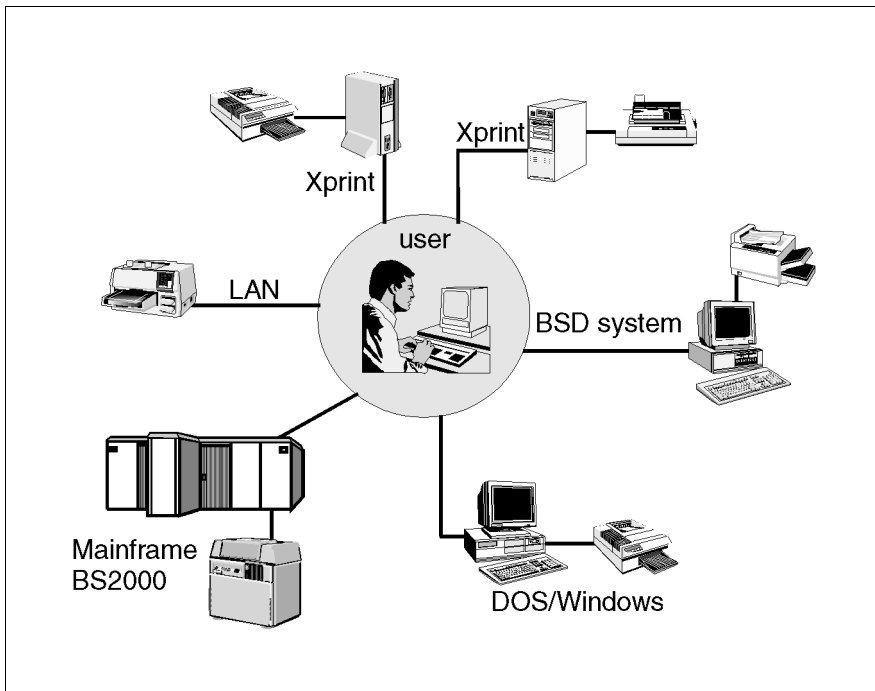 Xprint
Xprint
user
LAN
BSD system
Mainframe
BS2000
DOS/Windows